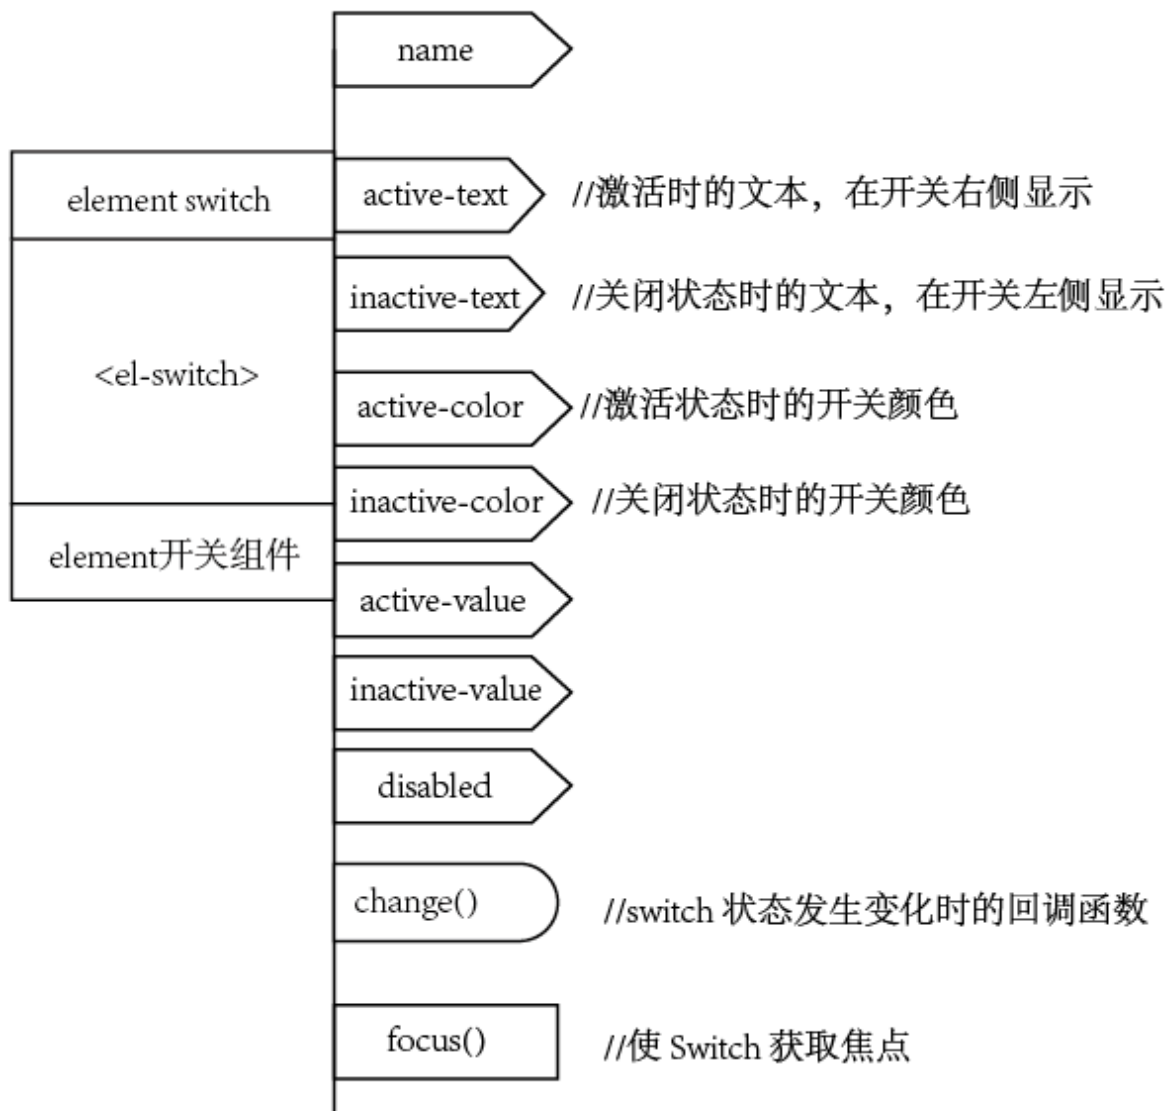 name
element switch
active-text
//激活时的文本，在开关右侧显示
inactive-text
//关闭状态时的文本，在开关左侧显示
<el-switch>
active-color
//激活状态时的开关颜色
inactive-color
//关闭状态时的开关颜色
element开关组件
active-value
inactive-value
disabled
change()
//switch 状态发生变化时的回调函数
focus()
//使 Switch 获取焦点